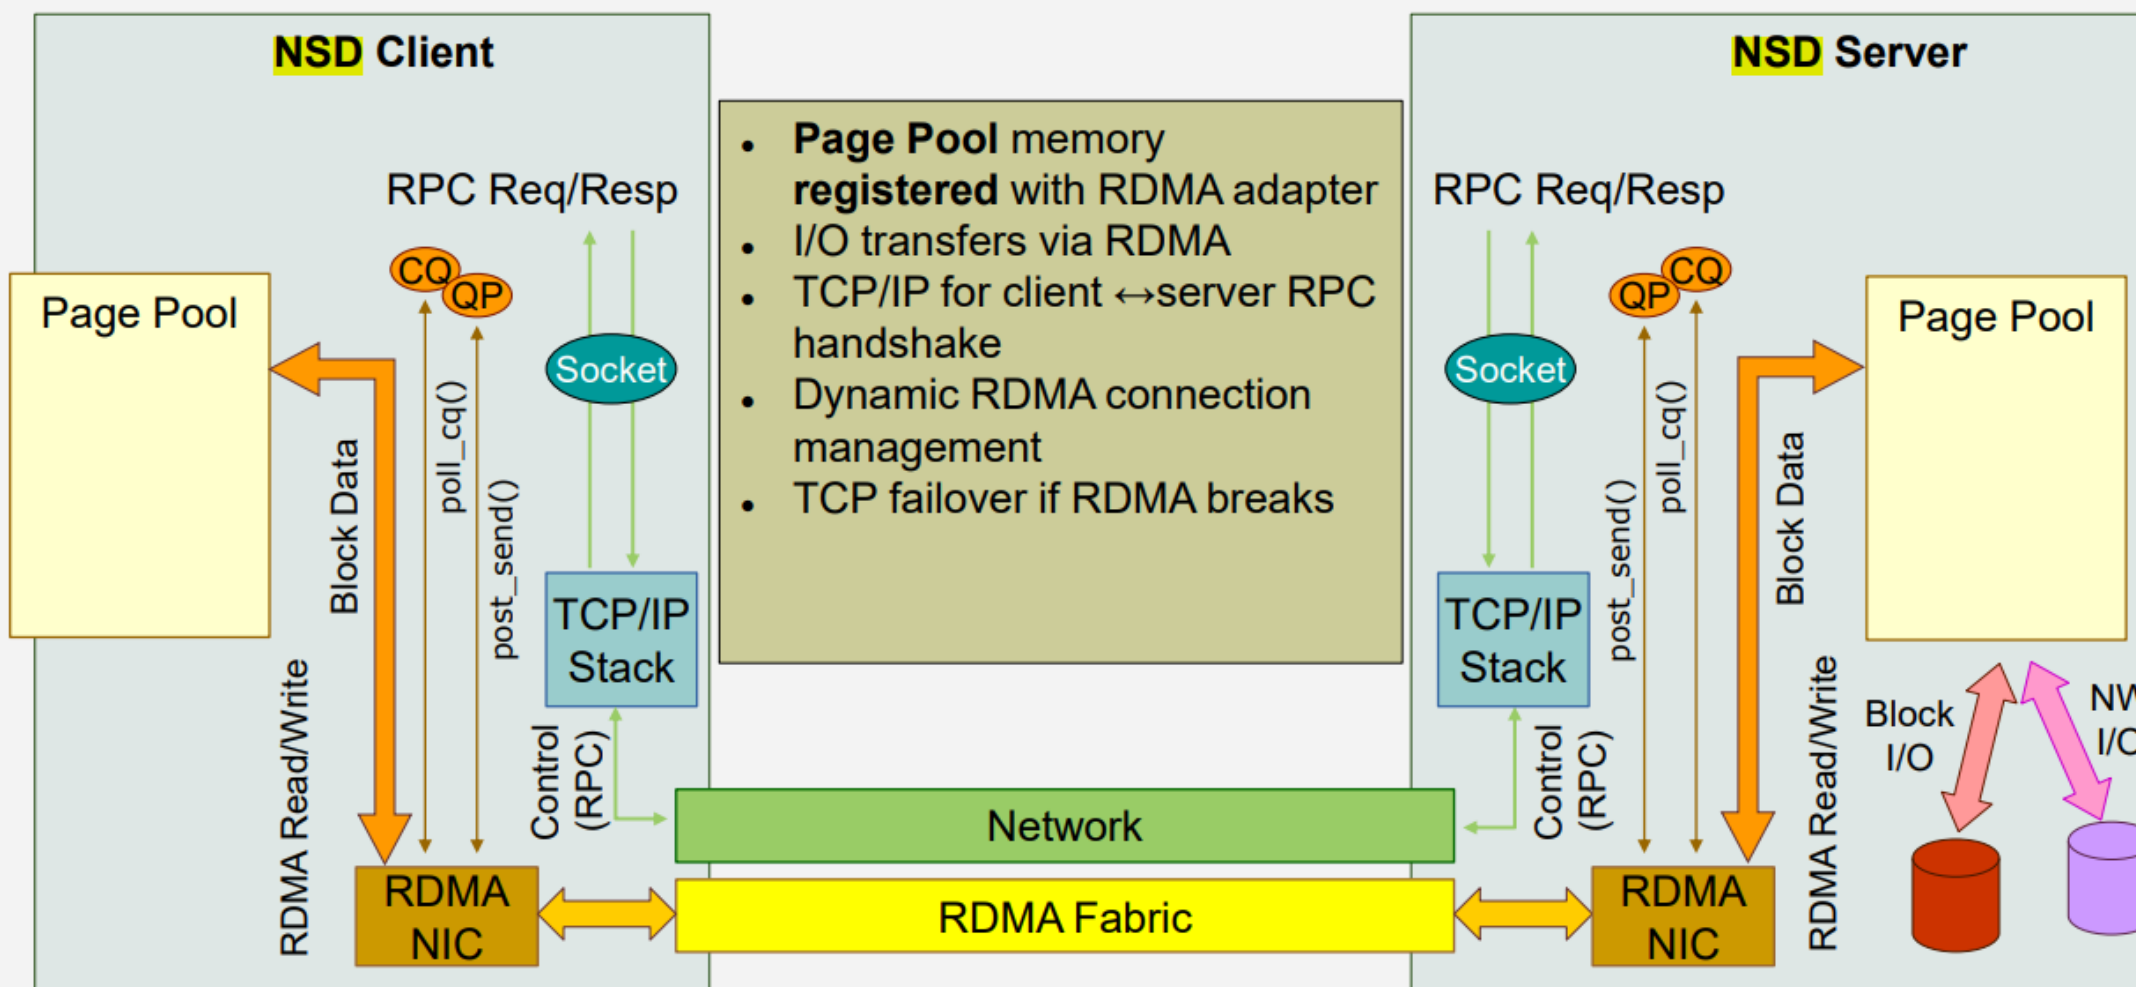 NSD Client
RPC Req/Resp
CQ
QP
Page Pool
Socket
poll_cq()
post_send()
Block Data
TCP/IP
Stack
RDMA Read/Write
Control
(RPC)
RDMA
NIC
• Page Pool memory
registered with RDMA adapter
• I/O transfers via RDMA
• TCP/IP for client ↔server RPC
handshake
• Dynamic RDMA connection
management
• TCP failover if RDMA breaks
Network
RDMA Fabric
NSD Server
RPC Req/Resp
QP
CQ
Page Pool
Socket
poll_cq()
post_send()
Block Data
TCP/IP
Stack
Control
(RPC)
RDMA Read/Write
Block
I/O
RDMA
NIC